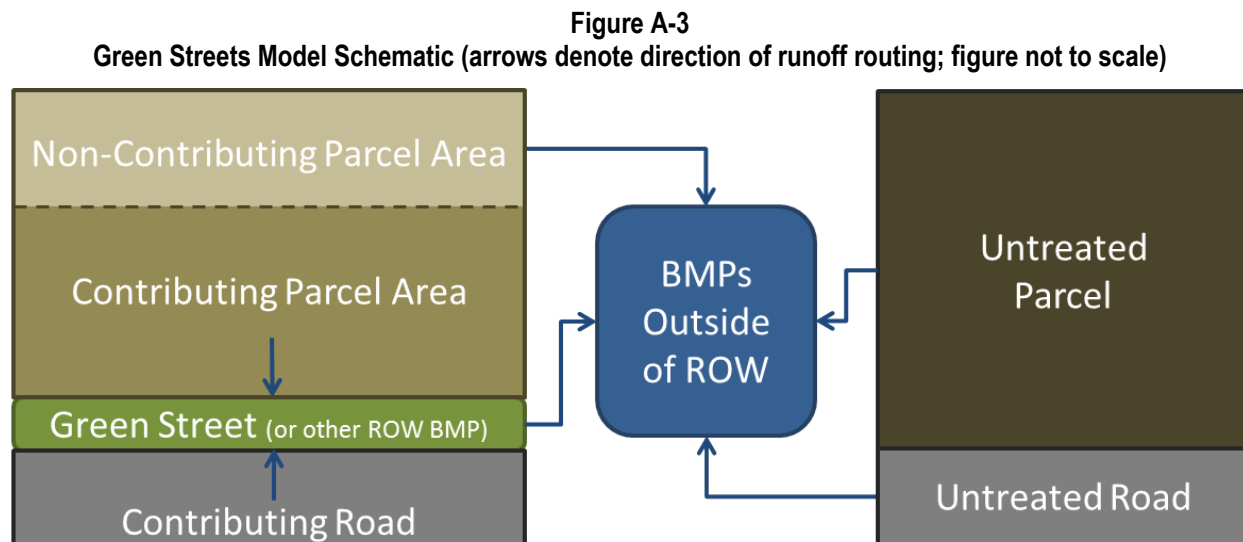 Figure A-3
Green Streets Model Schematic (arrows denote direction of runoff routing; figure not to scale)
Non-Contributing Parcel Area
Contributing Parcel Area
Green Street (or other ROW BMP)
Contributing Road
BMPs
Outside
of ROW
Untreated
Parcel
Untreated Road